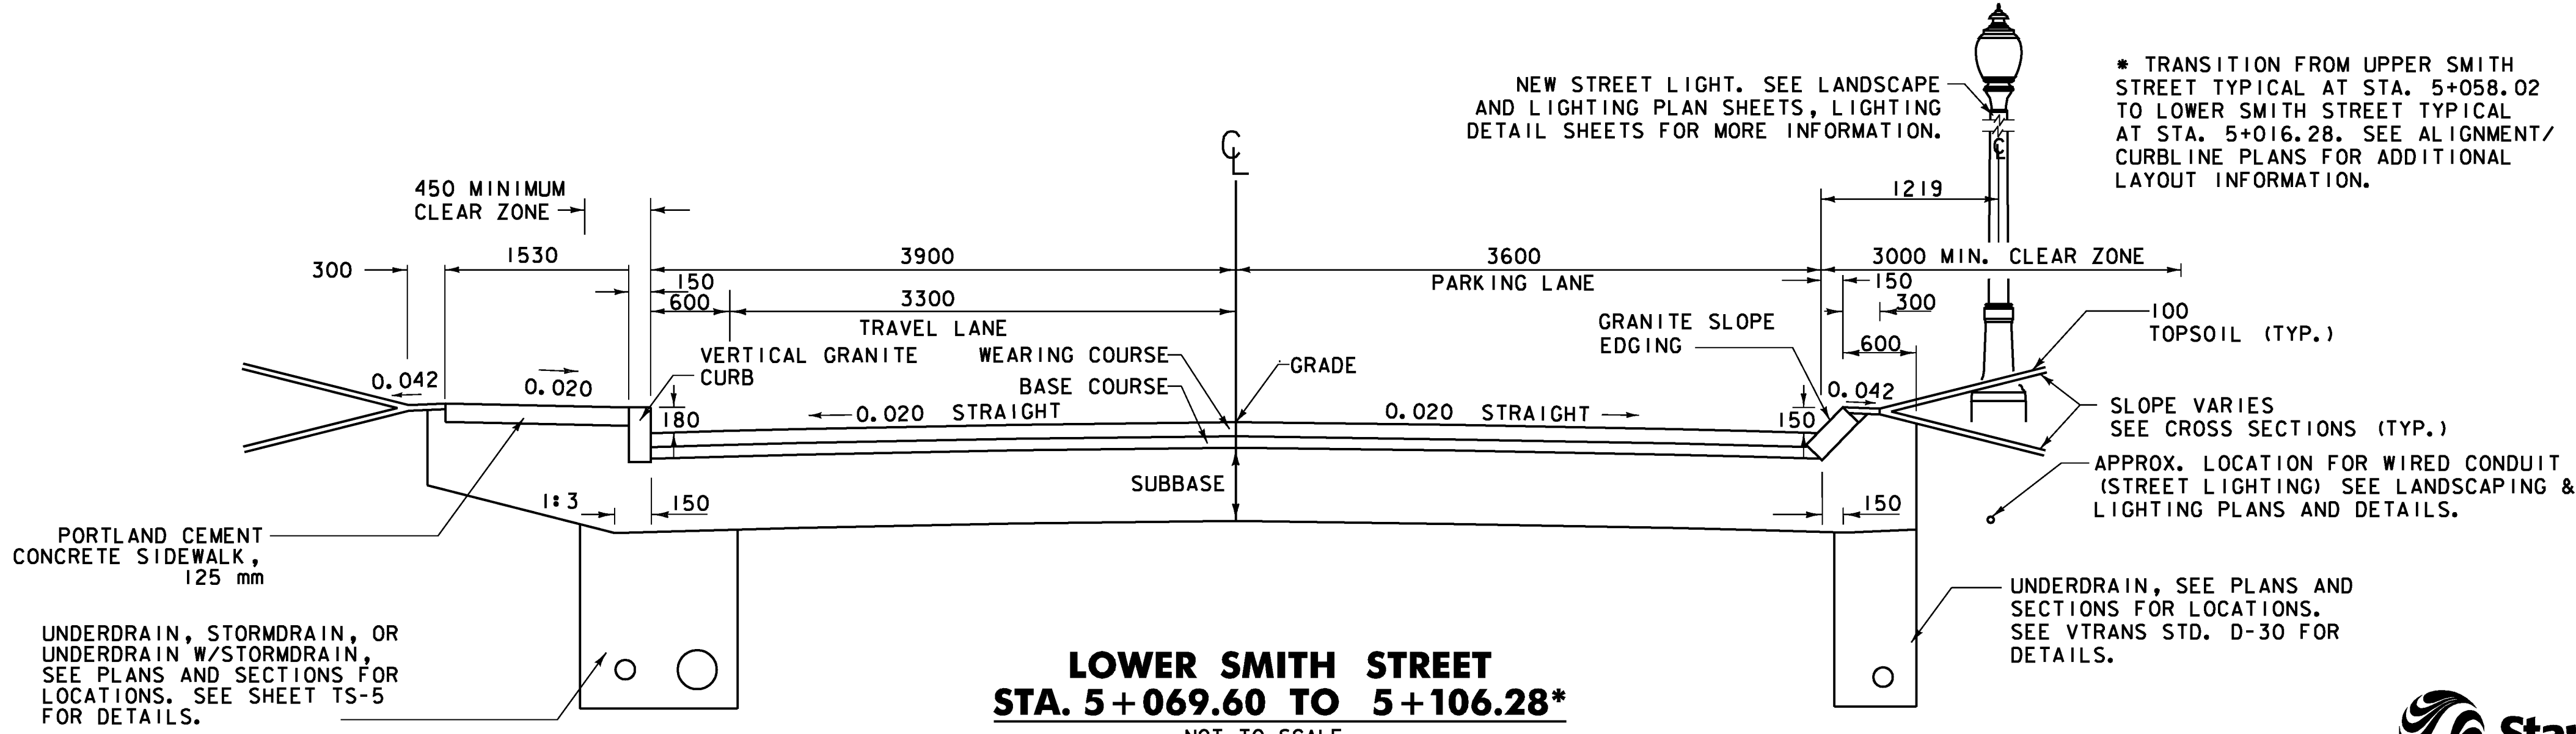 NEW STREET LIGHT. SEE LANDSCAPE
AND LIGHTING PLAN SHEETS, LIGHTING
DETAIL SHEETS FOR MORE INFORMATION.
* TRANSITION FROM UPPER SMITH
STREET TYPICAL AT STA. 5+058.02
TO LOWER SMITH STREET TYPICAL
AT STA. 5+016.28. SEE ALIGNMENT/
CURBLINE PLANS FOR ADDITIONAL
LAYOUT INFORMATION.
CL
CL
450 MINIMUM
CLEAR ZONE
1219
300
1530
3900
3600
3000 MIN. CLEAR ZONE
PARKING LANE
150
150
600
3300
300
TRAVEL LANE
GRANITE SLOPE
EDGING
100
TOPSOIL (TYP.)
600
VERTICAL GRANITE
CURB
WEARING COURSE
BASE COURSE
GRADE
0.042
0.020
0.042
180
0.020 STRAIGHT
0.020 STRAIGHT
150
SLOPE VARIES
SEE CROSS SECTIONS (TYP.)
SUBBASE
APPROX. LOCATION FOR WIRED CONDUIT
(STREET LIGHTING) SEE LANDSCAPING &
LIGHTING PLANS AND DETAILS.
1:3
150
150
PORTLAND CEMENT
CONCRETE SIDEWALK,
125 mm
UNDERDRAIN, SEE PLANS AND
SECTIONS FOR LOCATIONS.
SEE VTRANS STD. D-30 FOR
DETAILS.
UNDERDRAIN, STORMDRAIN, OR
UNDERDRAIN W/STORMDRAIN,
SEE PLANS AND SECTIONS FOR
LOCATIONS. SEE SHEET TS-5
FOR DETAILS.
LOWER SMITH STREET
STA. 5+069.60 TO 5+106.28*
NOT TO SCALE